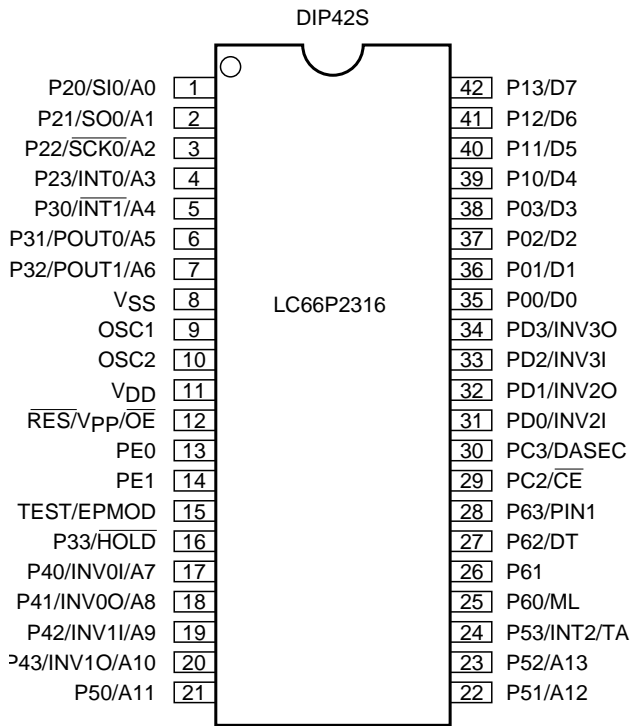 DIP42S
P20/SI0/A0 1
P21/SO0/A1 2
P22/SCK0/A2 3
P23/INT0/A3 4
P30/INT1/A4 5
P31/POUT0/A5 6
P32/POUT1/A6 7
VSS 8
OSC1 9
OSC2 10
VDD 11
RES/VPP/OE 12
PE0 13
PE1 14
TEST/EPMOD 15
P33/HOLD 16
P40/INV0I/A7 17
P41/INV0O/A8 18
P42/INV1I/A9 19
P43/INV1O/A10 20
P50/A11 21
LC66P2316
42 P13/D7
41 P12/D6
40 P11/D5
39 P10/D4
38 P03/D3
37 P02/D2
36 P01/D1
35 P00/D0
34 PD3/INV3O
33 PD2/INV3I
32 PD1/INV2O
31 PD0/INV2I
30 PC3/DASEC
29 PC2/CE
28 P63/PIN1
27 P62/DT
26 P61
25 P60/ML
24 P53/INT2/TA
23 P52/A13
22 P51/A12